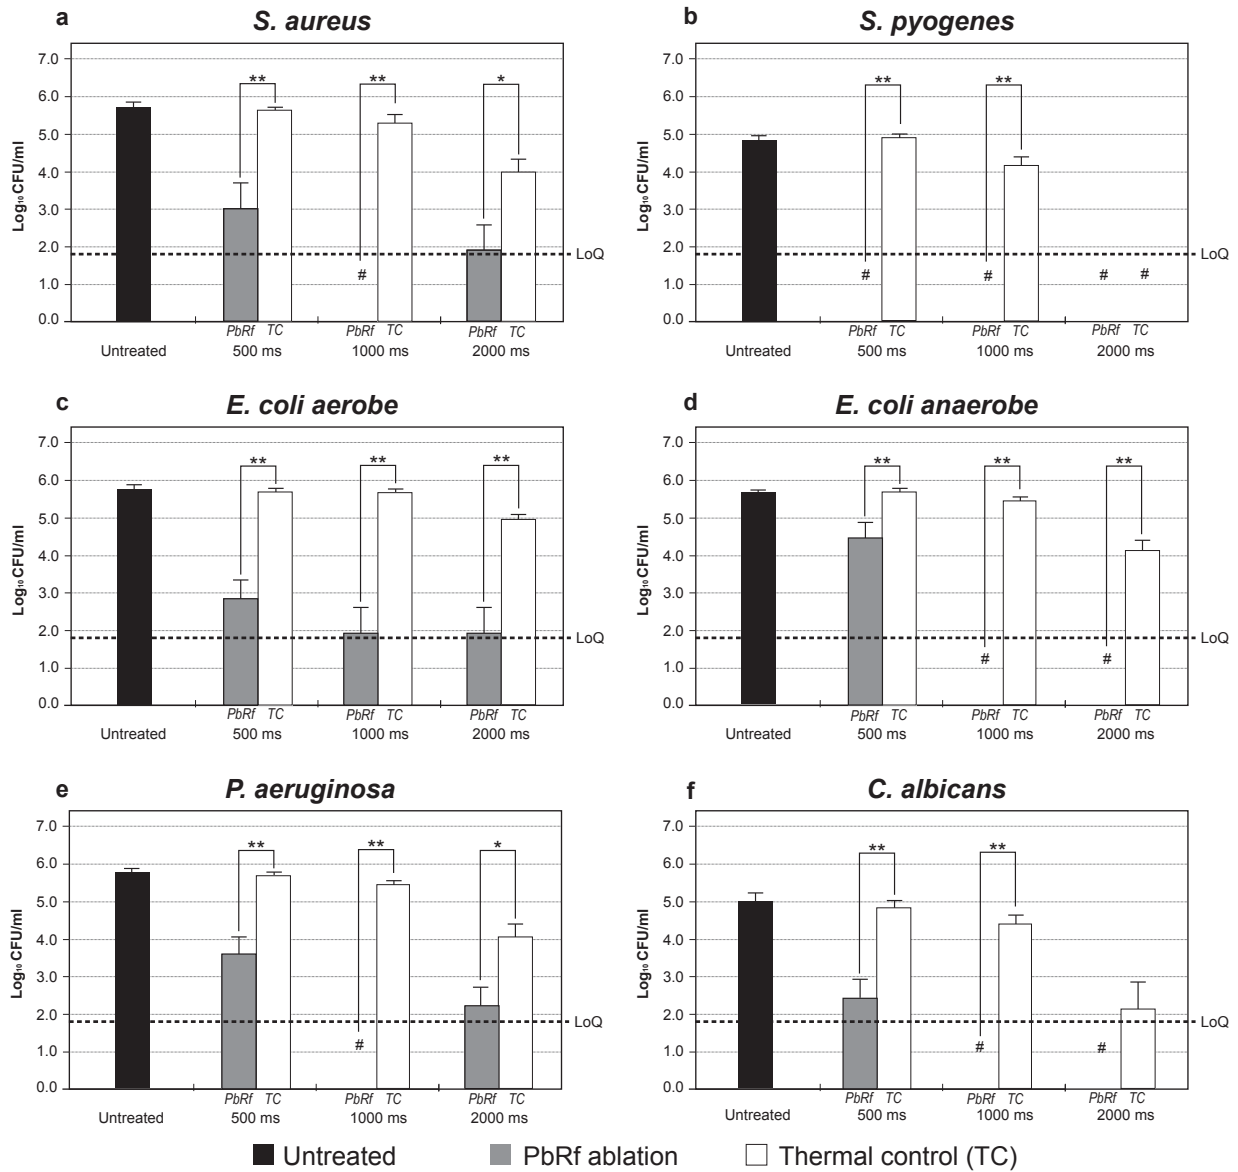 a S. aureus
7.0
6.0
5.0
4.0
3.0
2.0
1.0
0.0
Log₁₀ CFU/ml
** ** *
LoQ
#
PbRf TC PbRf TC PbRf TC
Untreated 500 ms 1000 ms 2000 ms
b S. pyogenes
7.0
6.0
5.0
4.0
3.0
2.0
1.0
0.0
Log₁₀ CFU/ml
** **
LoQ
# # # #
PbRf TC PbRf TC PbRf TC
Untreated 500 ms 1000 ms 2000 ms
c E. coli aerobe
7.0
6.0
5.0
4.0
3.0
2.0
1.0
0.0
Log₁₀ CFU/ml
** ** **
LoQ
PbRf TC PbRf TC PbRf TC
Untreated 500 ms 1000 ms 2000 ms
d E. coli anaerobe
7.0
6.0
5.0
4.0
3.0
2.0
1.0
0.0
Log₁₀ CFU/ml
** ** **
LoQ
# #
PbRf TC PbRf TC PbRf TC
Untreated 500 ms 1000 ms 2000 ms
e P. aeruginosa
7.0
6.0
5.0
4.0
3.0
2.0
1.0
0.0
Log₁₀ CFU/ml
** ** *
LoQ
#
PbRf TC PbRf TC PbRf TC
Untreated 500 ms 1000 ms 2000 ms
f C. albicans
7.0
6.0
5.0
4.0
3.0
2.0
1.0
0.0
Log₁₀ CFU/ml
** **
LoQ
# #
PbRf TC PbRf TC PbRf TC
Untreated 500 ms 1000 ms 2000 ms
Untreated PbRf ablation Thermal control (TC)